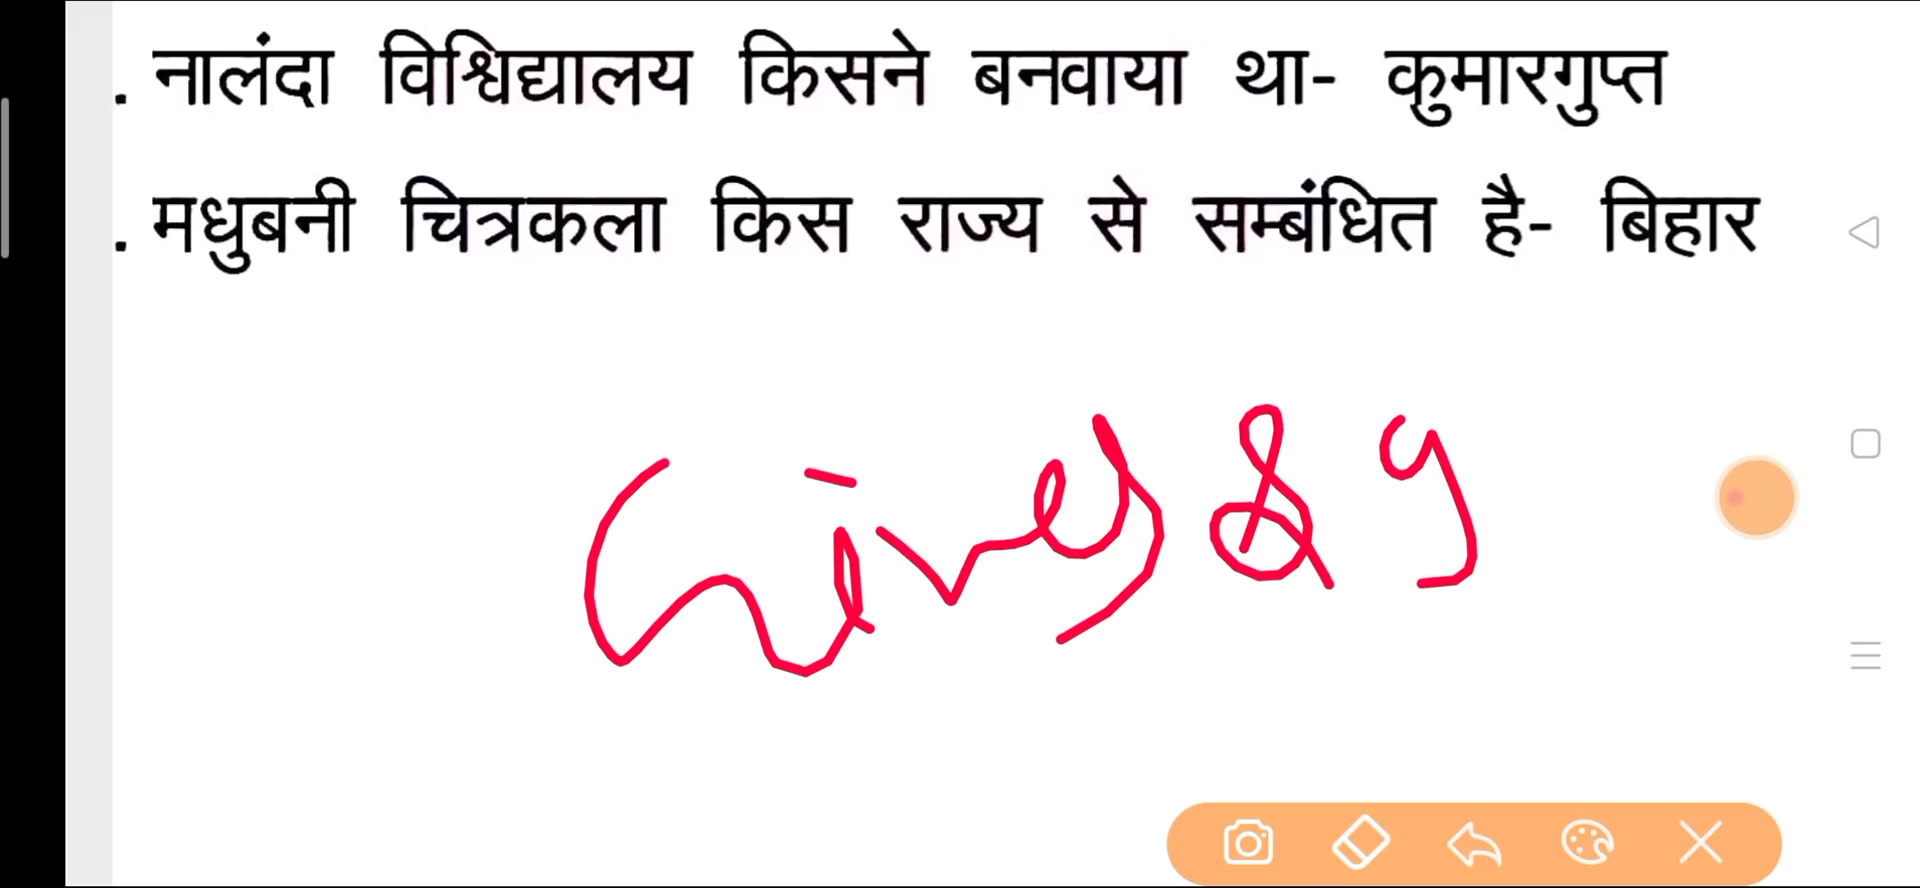 . नालंदा विश्विद्यालय किसने बनवाया था- कुमारगुप्त
. मधुबनी चित्रकला किस राज्य से सम्बंधित है- बिहार